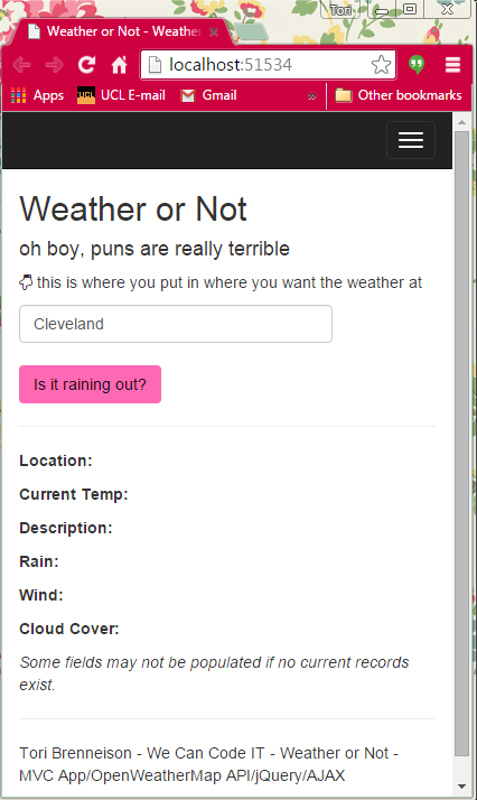 Tori
Weather or Not - Weathe
localhost:51534
Apps UCL UCL E-mail Gmail » Other bookmarks
Weather or Not
oh boy, puns are really terrible
this is where you put in where you want the weather at
Cleveland
Is it raining out?
Location:
Current Temp:
Description:
Rain:
Wind:
Cloud Cover:
Some fields may not be populated if no current records
exist.
Tori Brenneison - We Can Code IT - Weather or Not -
MVC App/OpenWeatherMap API/jQuery/AJAX